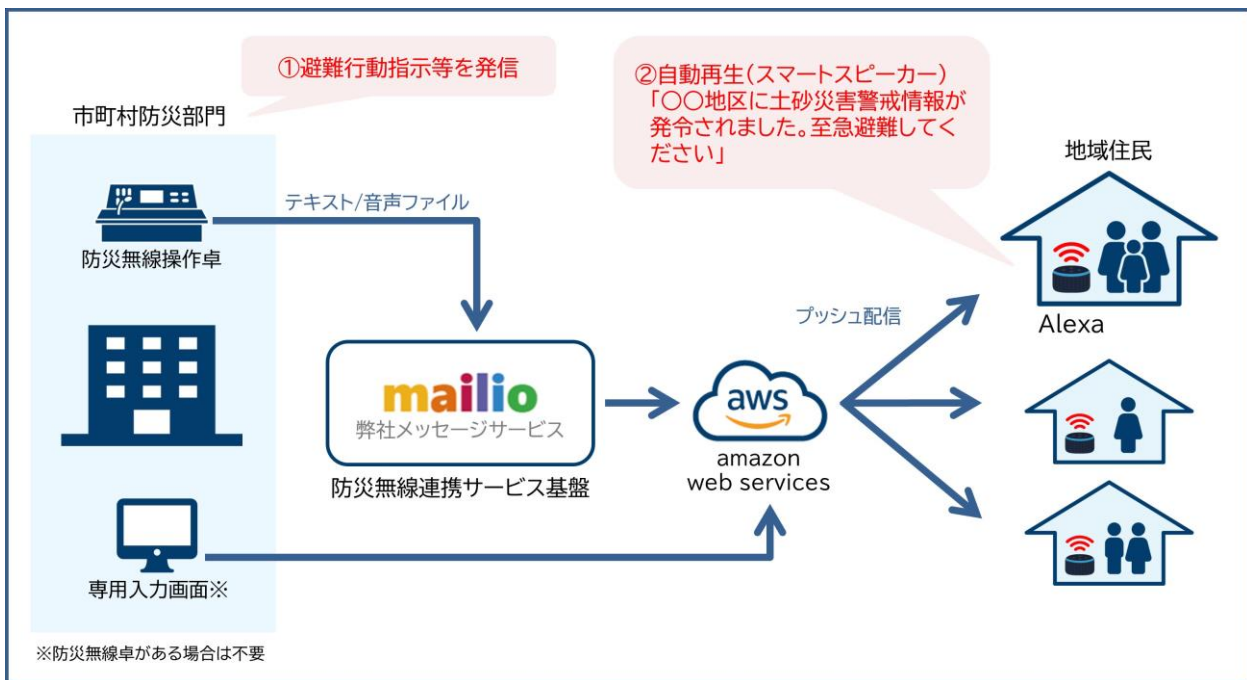 ①避難行動指示等を発信
②自動再生(スマートスピーカー)
「〇〇地区に土砂災害警戒情報が
発令されました。至急避難してく
ださい」
市町村防災部門
地域住民
テキスト/音声ファイル
防災無線操作卓
プッシュ配信
Alexa
mailio
弊社メッセージサービス
aws
防災無線連携サービス基盤
amazon
web services
専用入力画面※
※防災無線卓がある場合は不要